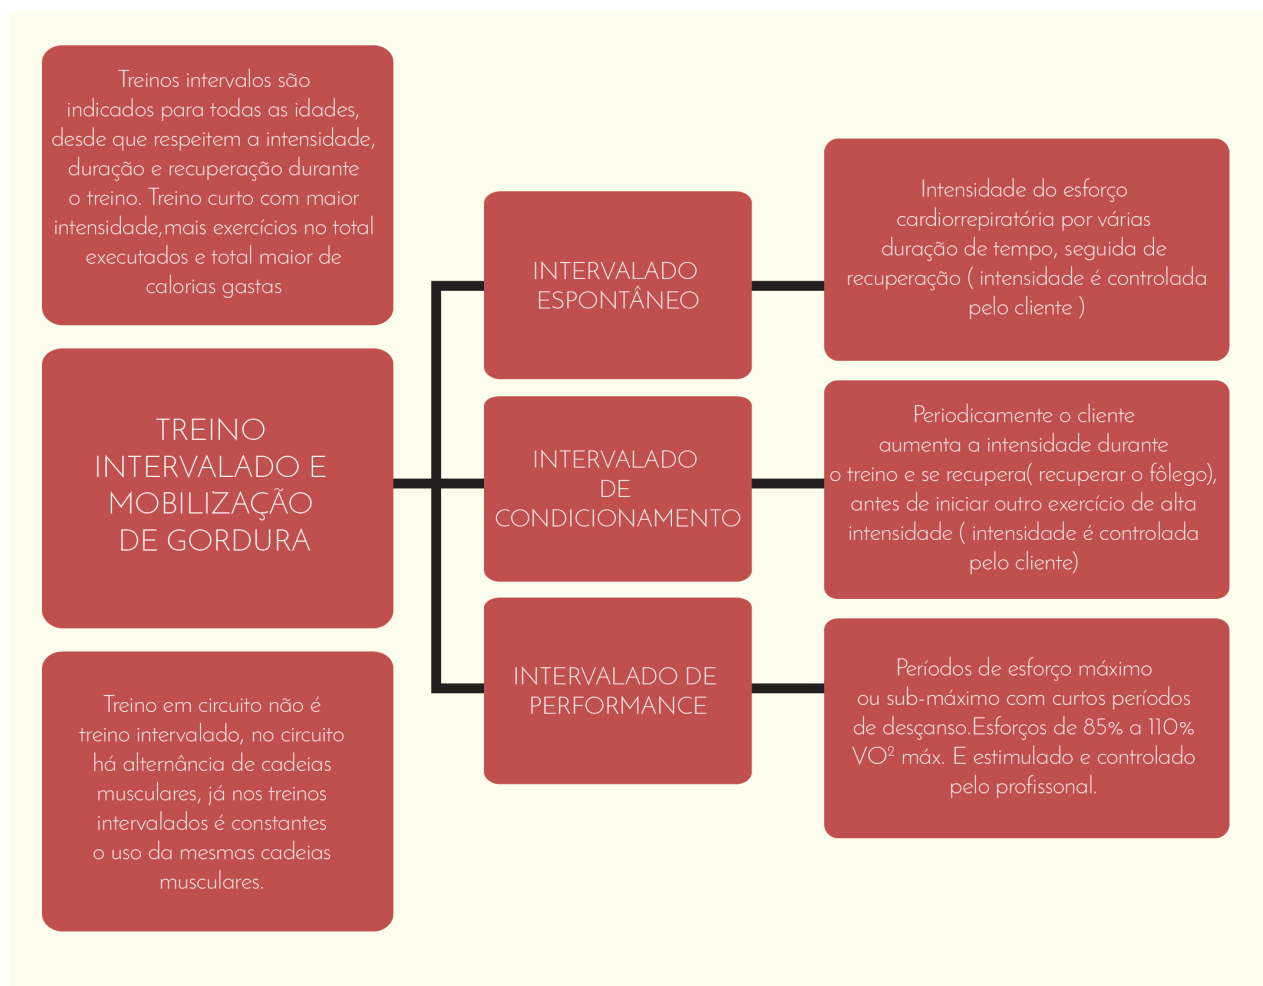 Treinos intervalos são
indicados para todas as idades,
desde que respeitem a intensidade,
duração e recuperação durante
o treino. Treino curto com maior
intensidade,mais exercícios no total
executados e total maior de
calorias gastas
TREINO
INTERVALADO E
MOBILIZAÇÃO
DE GORDURA
Treino em circuito não é
treino intervalado, no circuito
há alternância de cadeias
musculares, já nos treinos
intervalados é constantes
o uso da mesmas cadeias
musculares.
INTERVALADO
ESPONTÂNEO
INTERVALADO
DE
CONDICIONAMENTO
INTERVALADO DE
PERFORMANCE
Intensidade do esforço
cardiorrepiratória por várias
duração de tempo, seguida de
recuperação ( intensidade é controlada
pelo cliente )
Periodicamente o cliente
aumenta a intensidade durante
o treino e se recupera( recuperar o fôlego),
antes de iniciar outro exercício de alta
intensidade ( intensidade é controlada
pelo cliente)
Períodos de esforço máximo
ou sub-máximo com curtos períodos
de desçanso.Esforços de 85% a 110%
VO² máx. E estimulado e controlado
pelo profissonal.